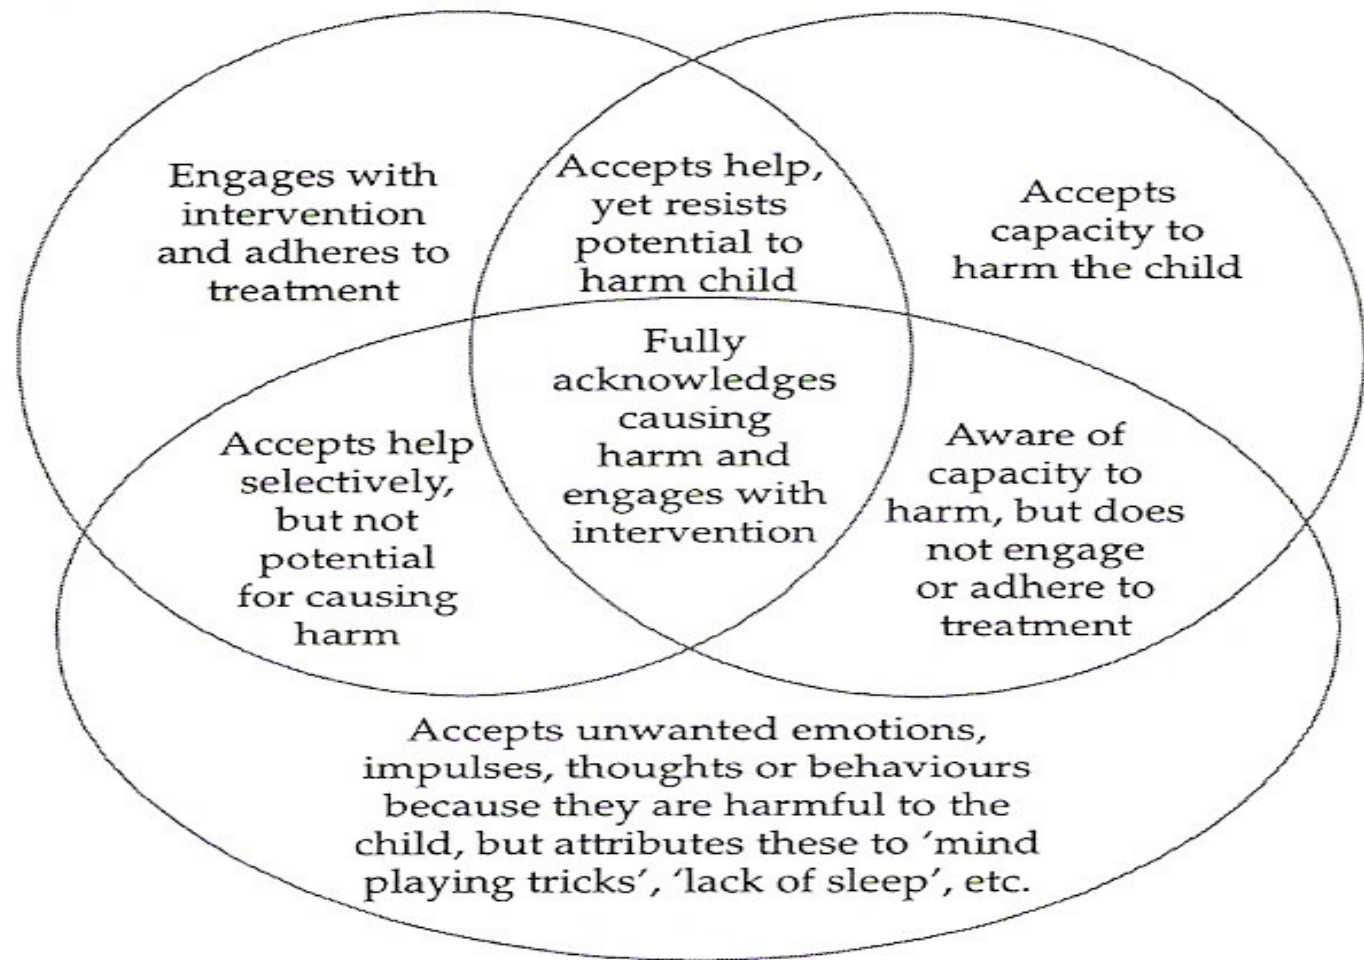 Engages with
intervention
and adheres to
treatment
Accepts help,
yet resists
potential to
harm child
Accepts
capacity to
harm the child
Fully
acknowledges
causing
harm and
engages with
intervention
Accepts help
selectively,
but not
potential
for causing
harm
Aware of
capacity to
harm, but does
not engage
or adhere to
treatment
Accepts unwanted emotions,
impulses, thoughts or behaviours
because they are harmful to the
child, but attributes these to ‘mind
playing tricks’, ‘lack of sleep’, etc.